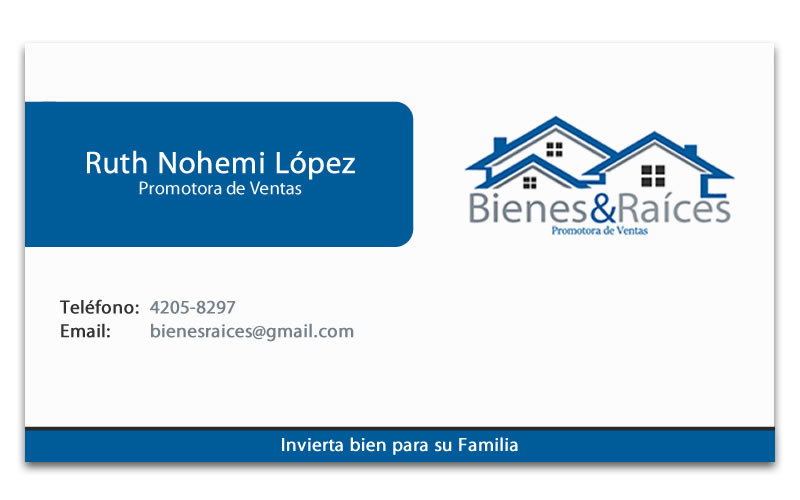 Ruth Nohemi López
Promotora de Ventas
Bienes&Raíces
Promotora de Ventas
Teléfono: 4205-8297
Email: bienesraices@gmail.com
Invierta bien para su Familia